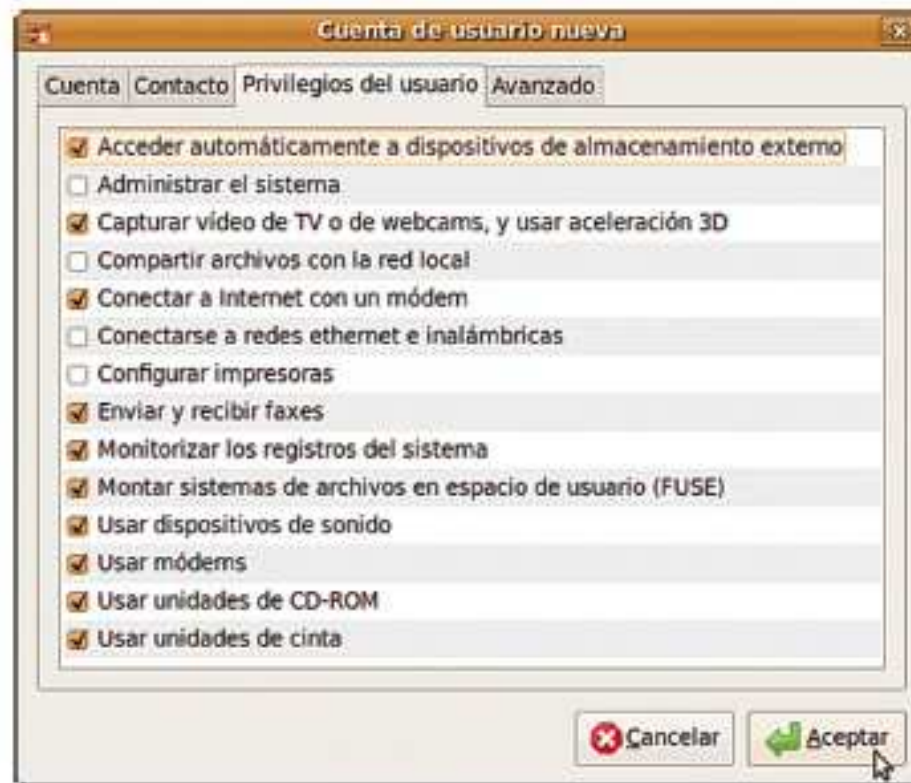 Cuenta de usuario nueva
Cuenta Contacto Privilegios del usuario Avanzado
Acceder automáticamente a dispositivos de almacenamiento externo
Administrar el sistema
Capturar vídeo de TV o de webcams, y usar aceleración 3D
Compartir archivos con la red local
Conectar a Internet con un módem
Conectarse a redes ethernet e inalámbricas
Configurar impresoras
Enviar y recibir faxes
Monitorizar los registros del sistema
Montar sistemas de archivos en espacio de usuario (FUSE)
Usar dispositivos de sonido
Usar módems
Usar unidades de CD-ROM
Usar unidades de cinta
Cancelar Aceptar